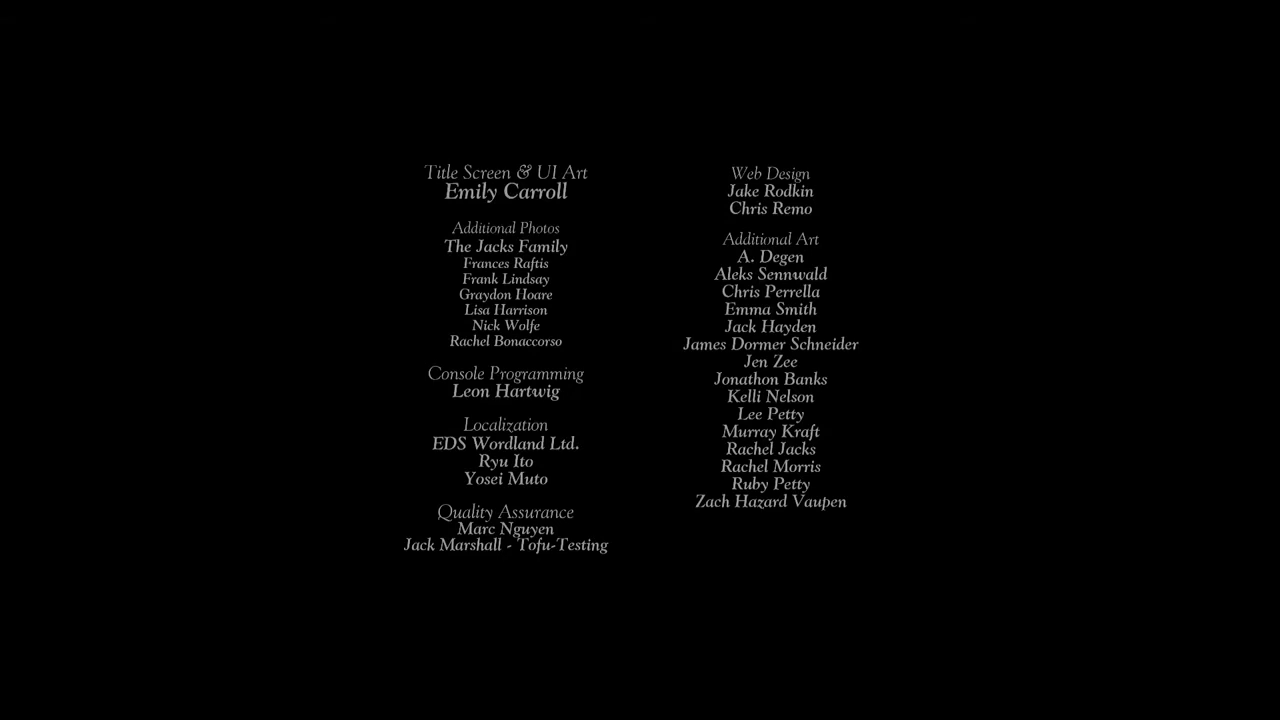 Title Screen & UI Art
Emily Carroll
Additional Photos
The Jacks Family
Frances Raftis
Frank Lindsay
Graydon Hoare
Lisa Harrison
Nick Wolfe
Rachel Bonaccorso
Console Programming
Leon Hartwig
Localization
EDS Wordland Ltd.
Ryu Ito
Yosei Muto
Quality Assurance
Marc Nguyen
Jack Marshall - Tofu-Testing
Web Design
Jake Rodkin
Chris Remo
Additional Art
A. Degen
Aleks Sennwald
Chris Perrella
Emma Smith
Jack Hayden
James Dormer Schneider
Jen Zee
Jonathon Banks
Kelli Nelson
Lee Petty
Murray Kraft
Rachel Jacks
Rachel Morris
Ruby Petty
Zach Hazard Vaupen